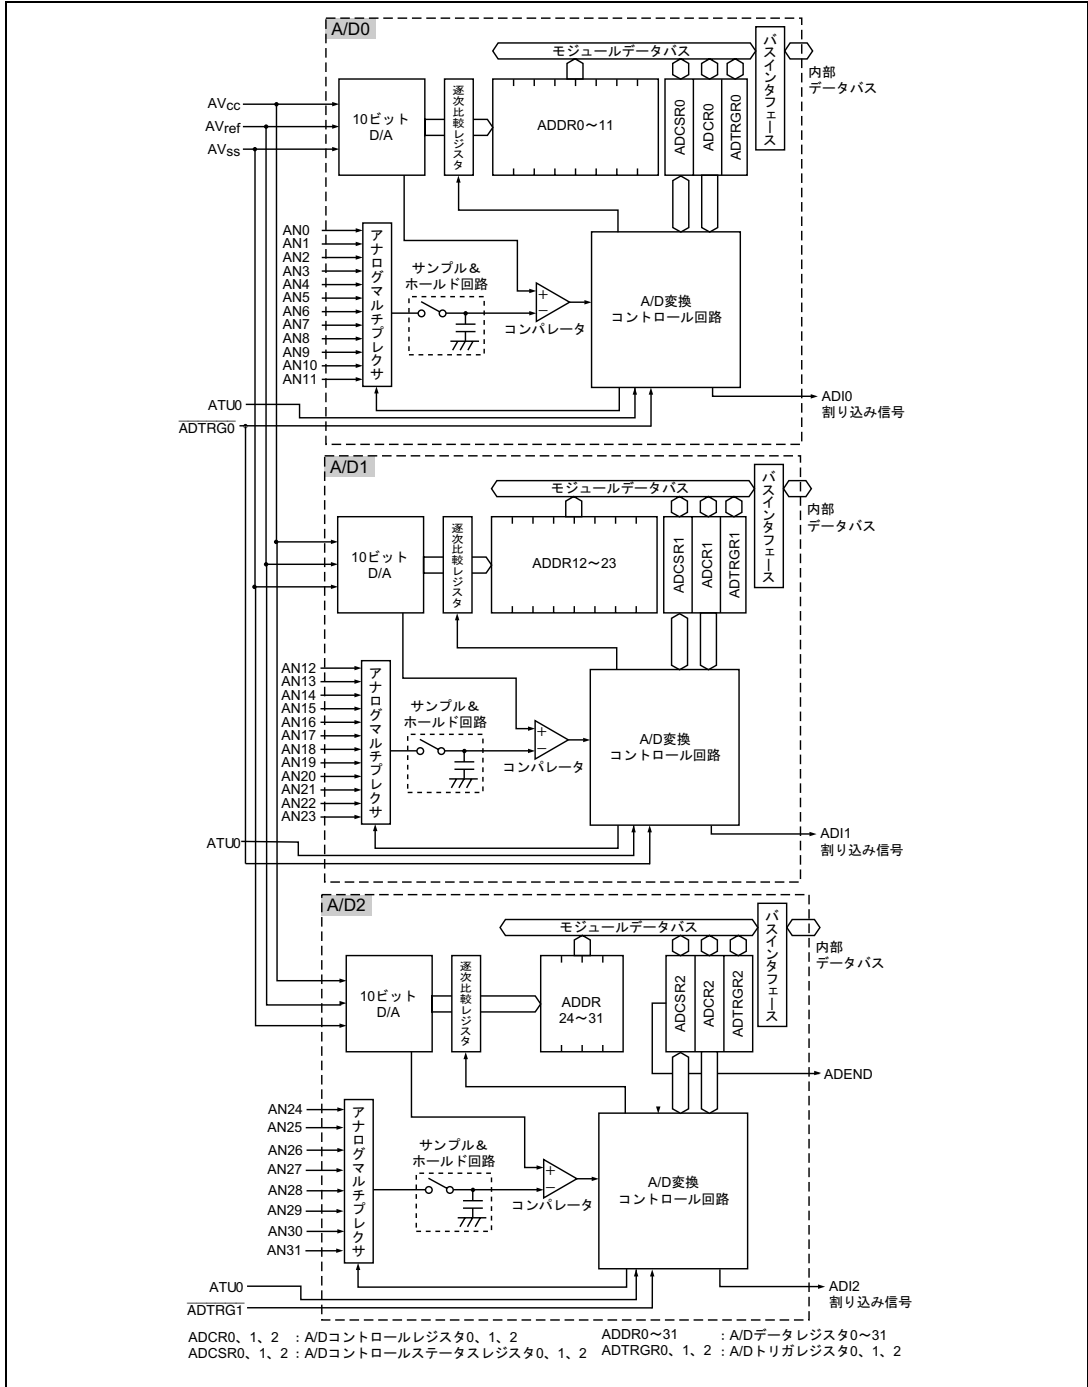 A/D0
モジュールデータバス
バスインタフェース
内部
データバス
AVcc
AVref
AVss
10ビット
D/A
逐次比較レジスタ
ADDR0～11
ADCSR0
ADCR0
ADTRGR0
AN0
AN1
AN2
AN3
AN4
AN5
AN6
AN7
AN8
AN9
AN10
AN11
アナログマルチプレクサ
サンプル&
ホールド回路
+
−
コンパレータ
A/D変換
コントロール回路
ATU0
ADTRG0
ADI0
割り込み信号
A/D1
モジュールデータバス
バスインタフェース
内部
データバス
10ビット
D/A
逐次比較レジスタ
ADDR12～23
ADCSR1
ADCR1
ADTRGR1
AN12
AN13
AN14
AN15
AN16
AN17
AN18
AN19
AN20
AN21
AN22
AN23
アナログマルチプレクサ
サンプル&
ホールド回路
+
−
コンパレータ
A/D変換
コントロール回路
ATU0
ADI1
割り込み信号
A/D2
モジュールデータバス
バスインタフェース
内部
データバス
10ビット
D/A
逐次比較レジスタ
ADDR
24～31
ADCSR2
ADCR2
ADTRGR2
ADEND
AN24
AN25
AN26
AN27
AN28
AN29
AN30
AN31
アナログマルチプレクサ
サンプル&
ホールド回路
+
−
コンパレータ
A/D変換
コントロール回路
ATU0
ADTRG1
ADI2
割り込み信号
ADCR0、1、2 ：A/Dコントロールレジスタ0、1、2
ADCSR0、1、2：A/Dコントロールステータスレジスタ0、1、2
ADDR0～31 ：A/Dデータレジスタ0～31
ADTRGR0、1、2：A/Dトリガレジスタ0、1、2